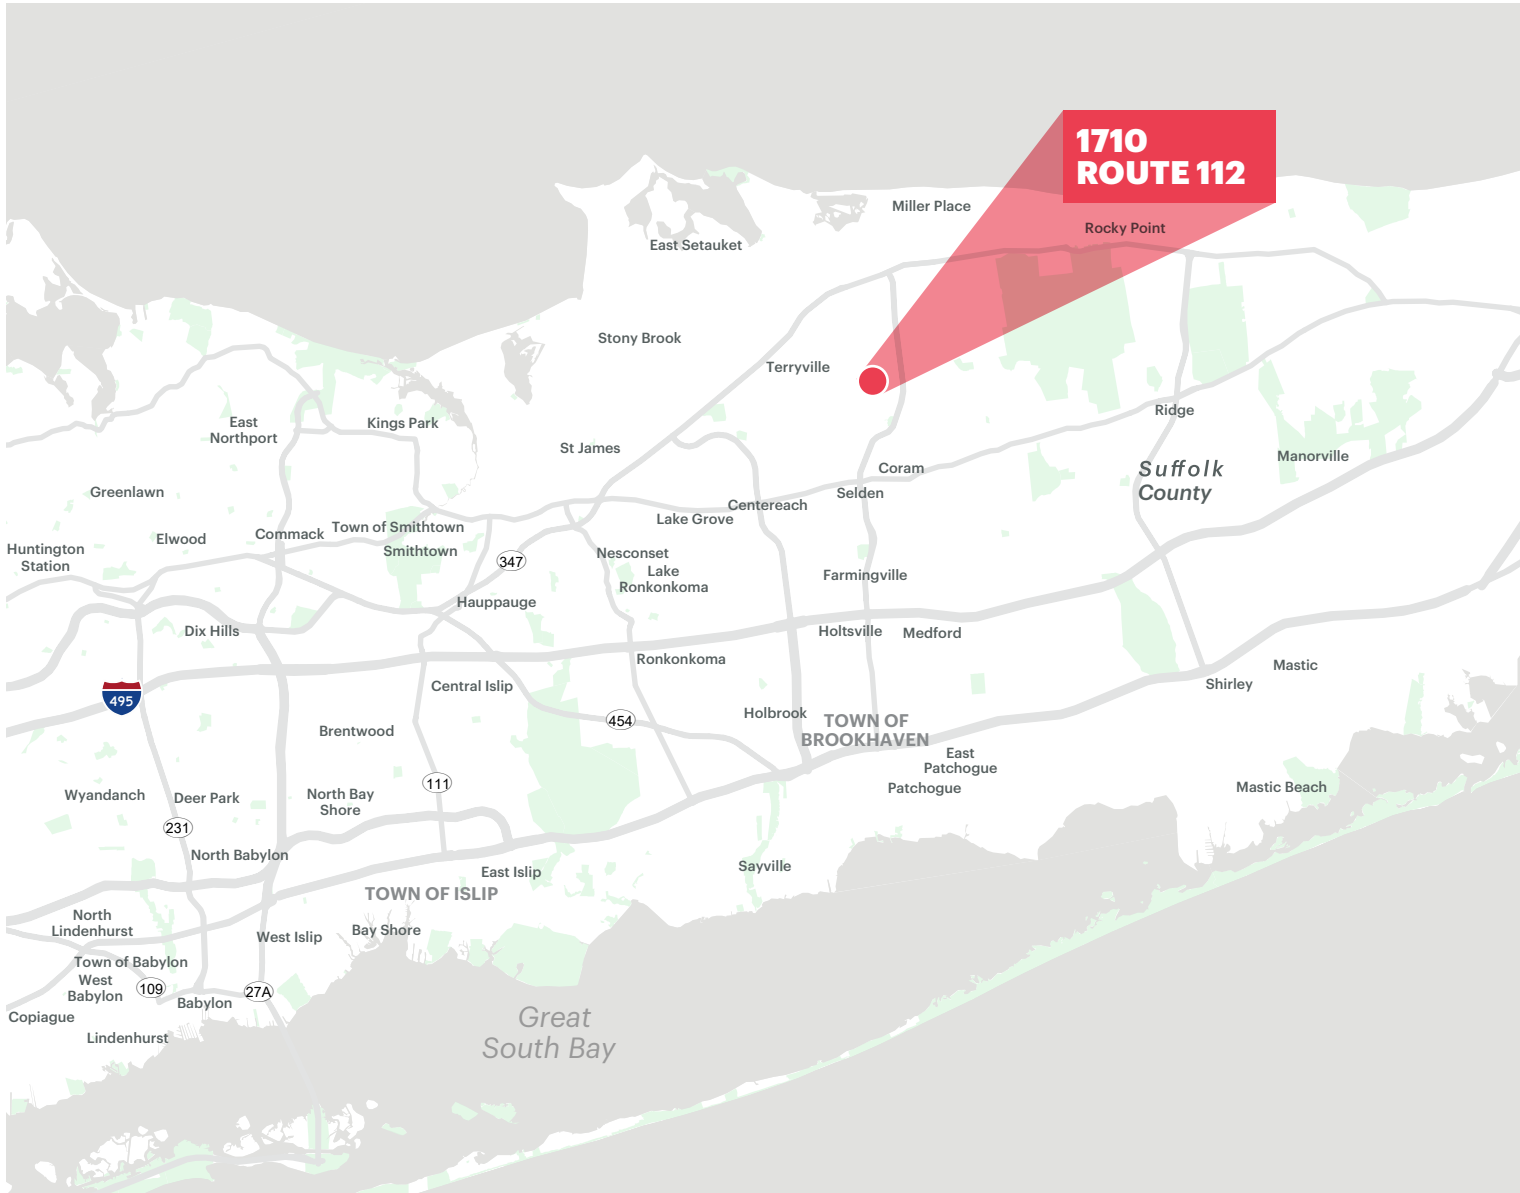 1710
ROUTE 112
Miller Place
Rocky Point
East Setauket
Stony Brook
Terryville
Ridge
East
Northport
Kings Park
St James
Suffolk
County
Manorville
Coram
Greenlawn
Selden
Centereach
Lake Grove
Town of Smithtown
Commack
Elwood
Smithtown
Huntington
Station
347
Nesconset
Lake
Ronkonkoma
Farmingville
Hauppauge
Dix Hills
Holtsville
Medford
Ronkonkoma
Mastic
Shirley
Central Islip
495
Holbrook
454
TOWN OF
BROOKHAVEN
Brentwood
East
Patchogue
Patchogue
111
Mastic Beach
Wyandanch
Deer Park
North Bay
Shore
231
North Babylon
Sayville
East Islip
TOWN OF ISLIP
North
Lindenhurst
West Islip
Bay Shore
Town of Babylon
West
Babylon
109
27A
Babylon
Copiague
Lindenhurst
Great
South Bay